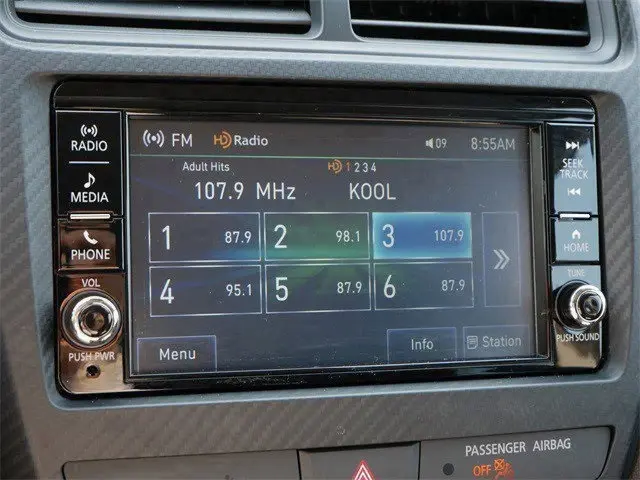 RADIO
MEDIA
PHONE
VOL
PUSH PWR
FM HD Radio 09 8:55AM
Adult Hits HD 1 2 3 4
107.9 MHz KOOL
1 87.9 2 98.1 3 107.9
4 95.1 5 87.9 6 87.9
Menu Info Station
SEEK
TRACK
HOME
TUNE
PUSH SOUND
PASSENGER AIRBAG
OFF